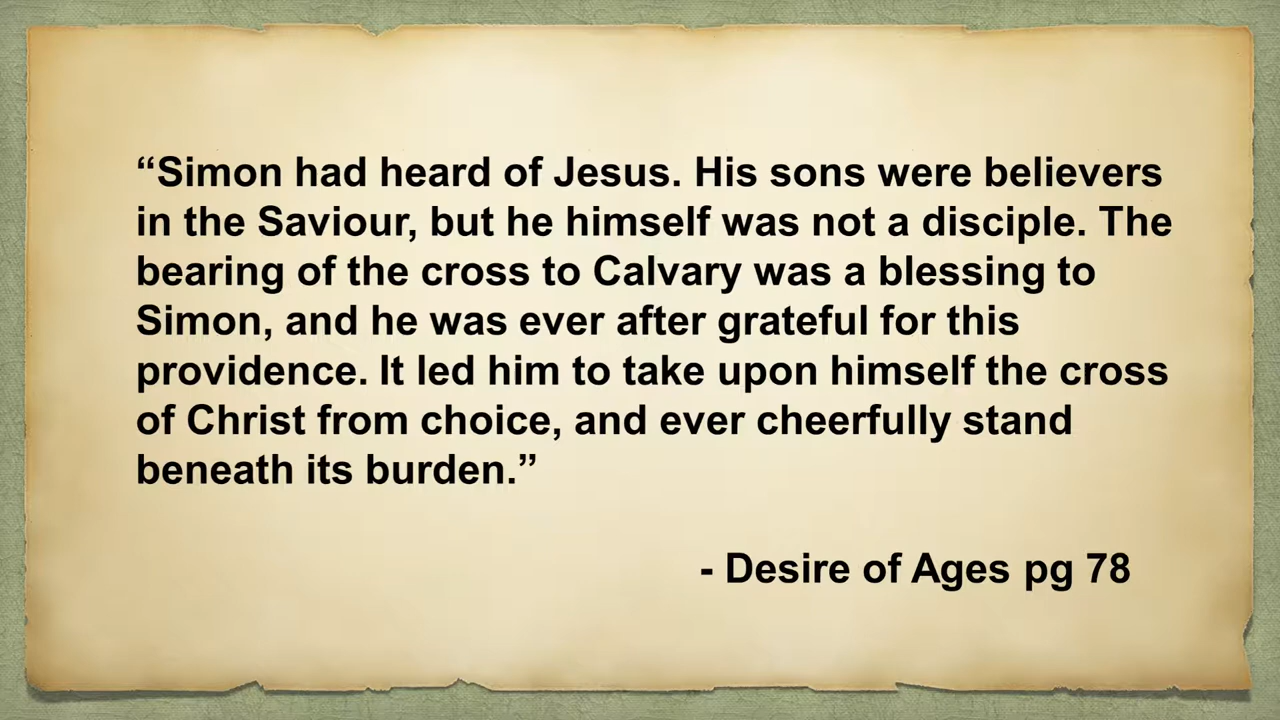 “Simon had heard of Jesus. His sons were believers
in the Saviour, but he himself was not a disciple. The
bearing of the cross to Calvary was a blessing to
Simon, and he was ever after grateful for this
providence. It led him to take upon himself the cross
of Christ from choice, and ever cheerfully stand
beneath its burden.”
- Desire of Ages pg 78